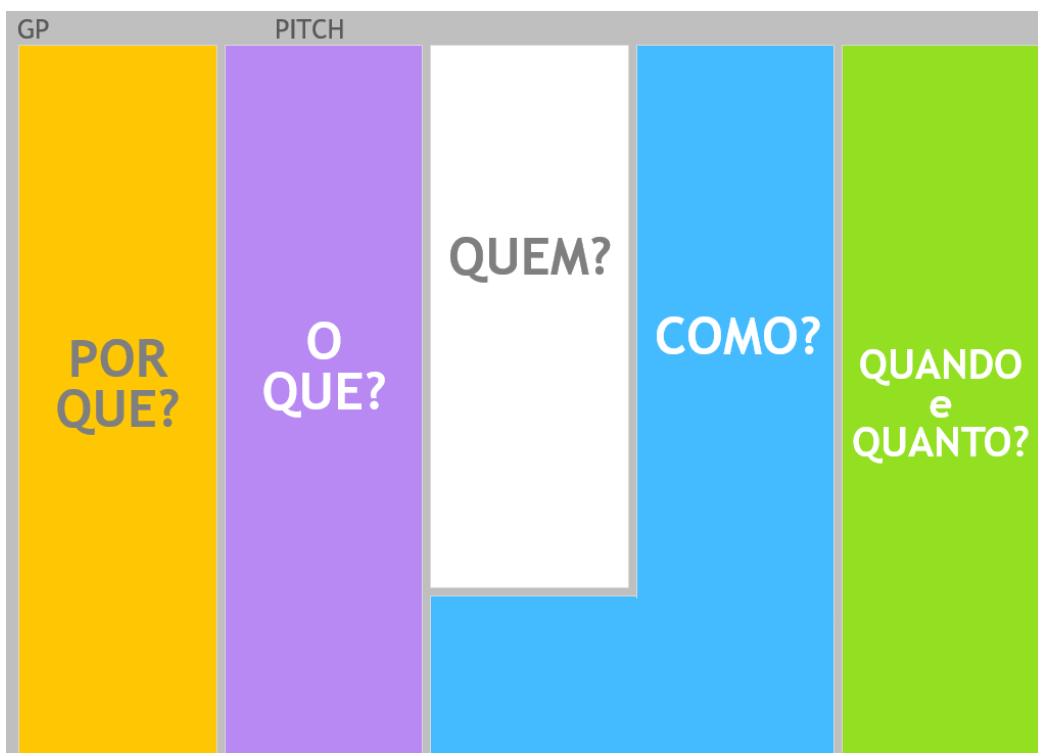 GP
PITCH
POR
QUE?
O
QUE?
QUEM?
COMO?
QUANDO
e
QUANTO?